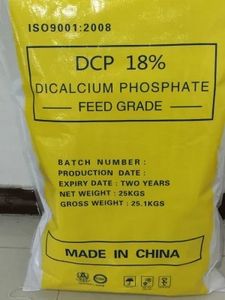 ISO9001:2008
DCP 18%
DICALCIUM PHOSPHATE
FEED GRADE
BATCH NUMBER :
PRODUCTION DATE :
EXPIRY DATE : TWO YEARS
NET WEIGHT : 25KGS
GROSS WEIGHT : 25.1KGS
MADE IN CHINA